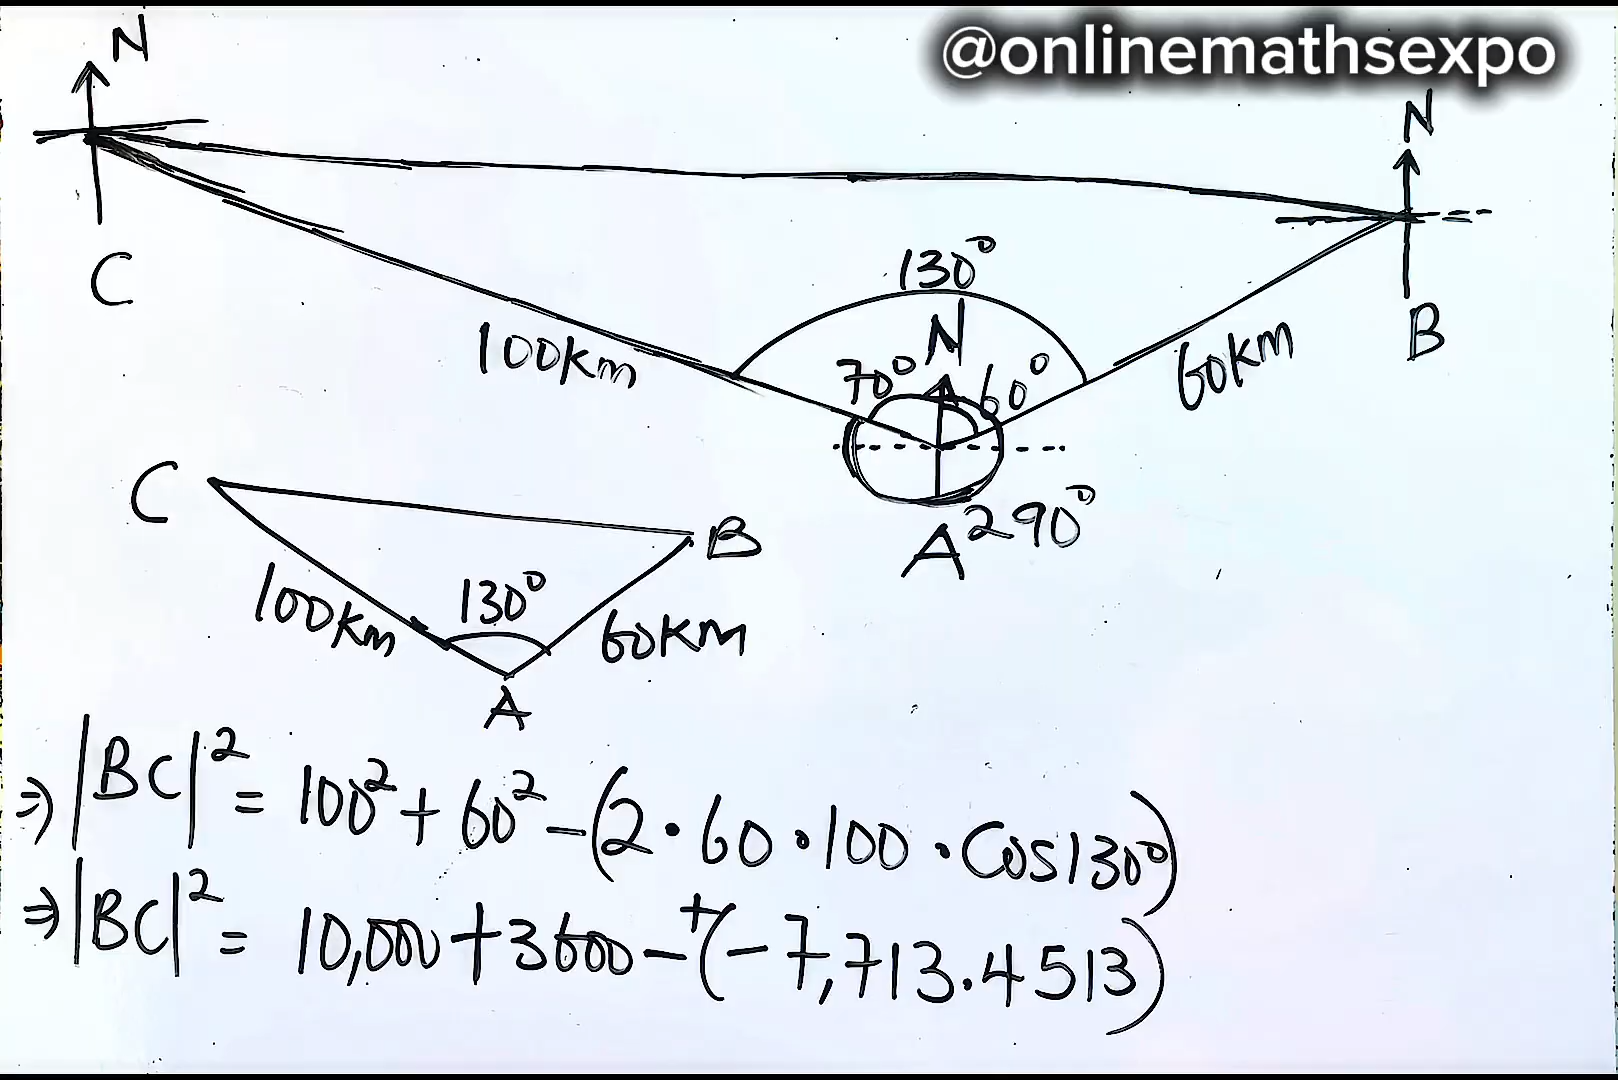 @onlinemathsexpo
N
N
C
130°
N
B
100km
70°
60°
60km
A
290°
C
B
100km
130°
60km
A
⇒|BC|² = 100² + 60² - (2·60·100·Cos130°)
⇒|BC|² = 10,000 + 3600 - +(-7,713.4513)